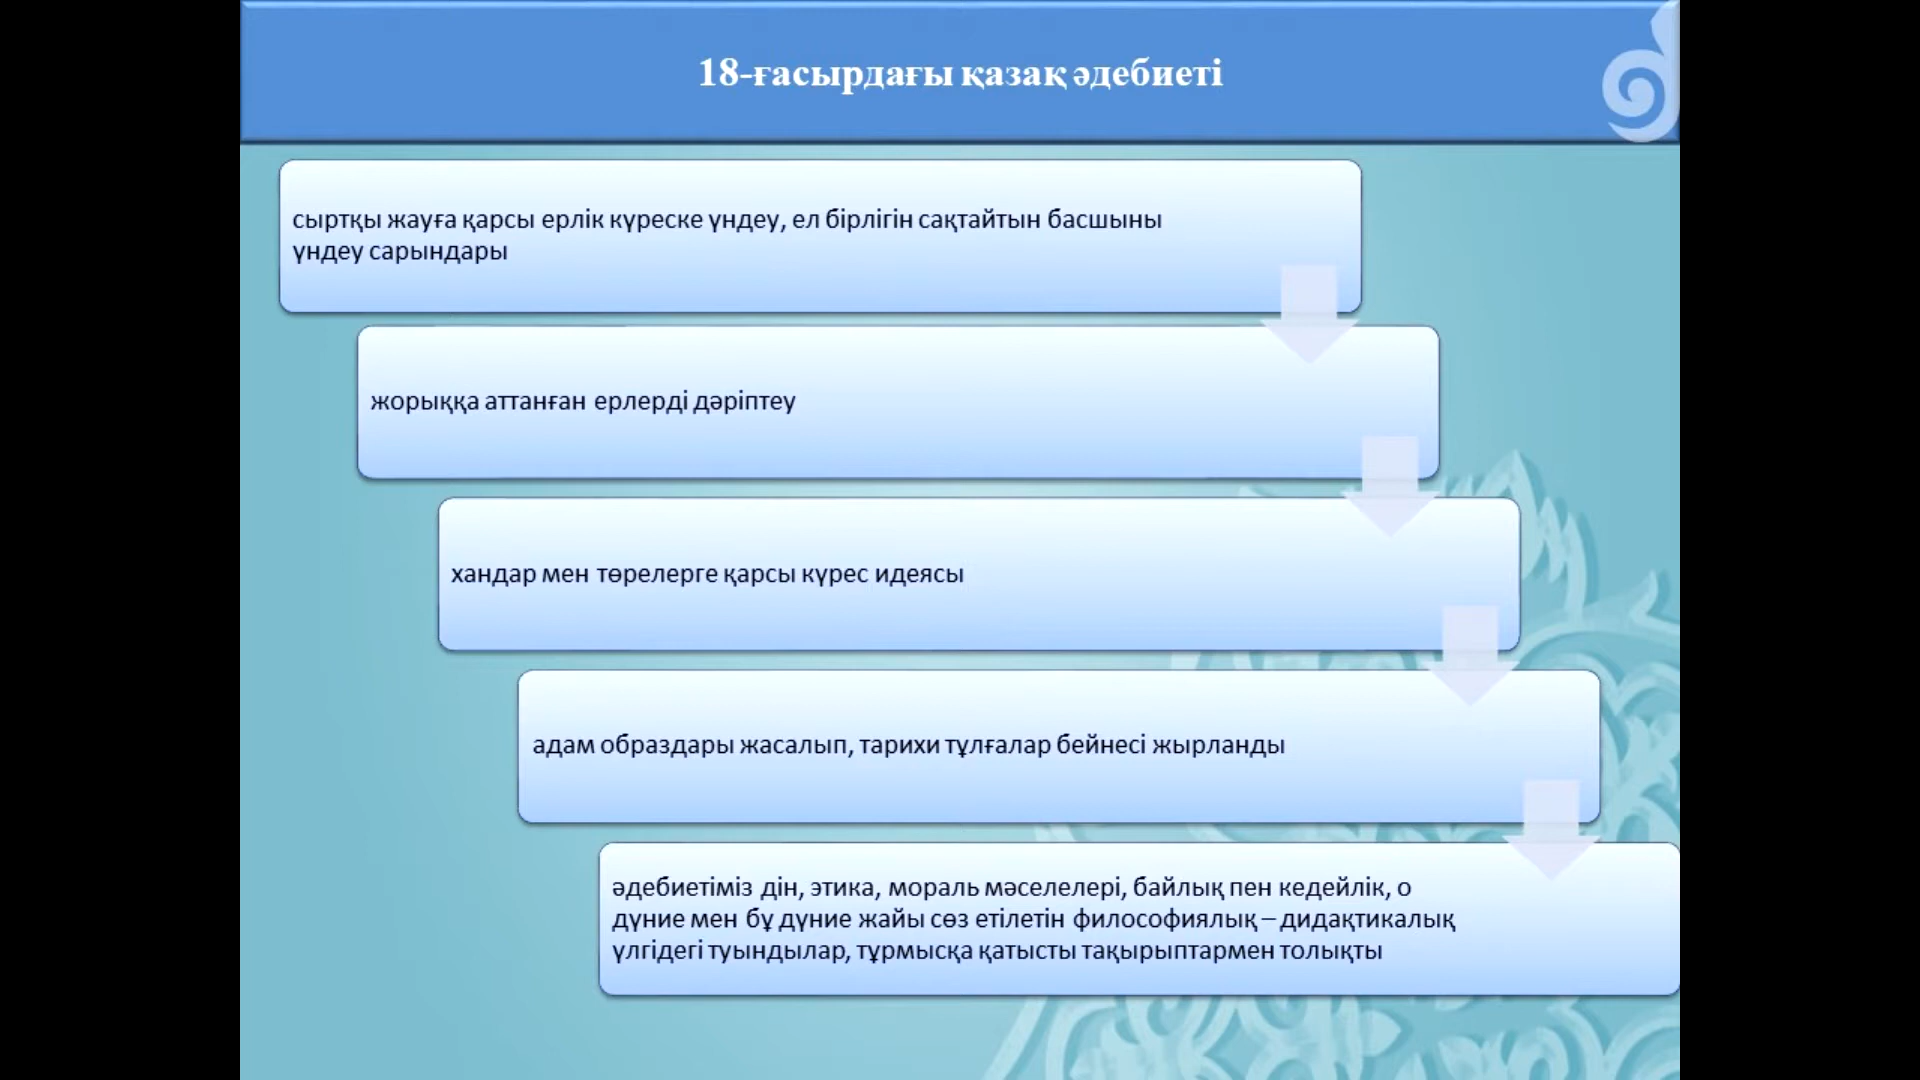 18-ғасырдағы қазақ әдебиеті
сыртқы жауға қарсы ерлік күреске үндеу, ел бірлігін сақтайтын басшыны
үндеу сарындары
жорыққа аттанған ерлерді дәріптеу
хандар мен төрелерге қарсы күрес идеясы
адам образдары жасалып, тарихи тұлғалар бейнесі жырланды
әдебиетіміз дін, этика, мораль мәселелері, байлық пен кедейлік, о
дүние мен бұ дүние жайы сөз етілетін философиялық – дидақтикалық
үлгідегі туындылар, тұрмысқа қатысты тақырыптармен толықты